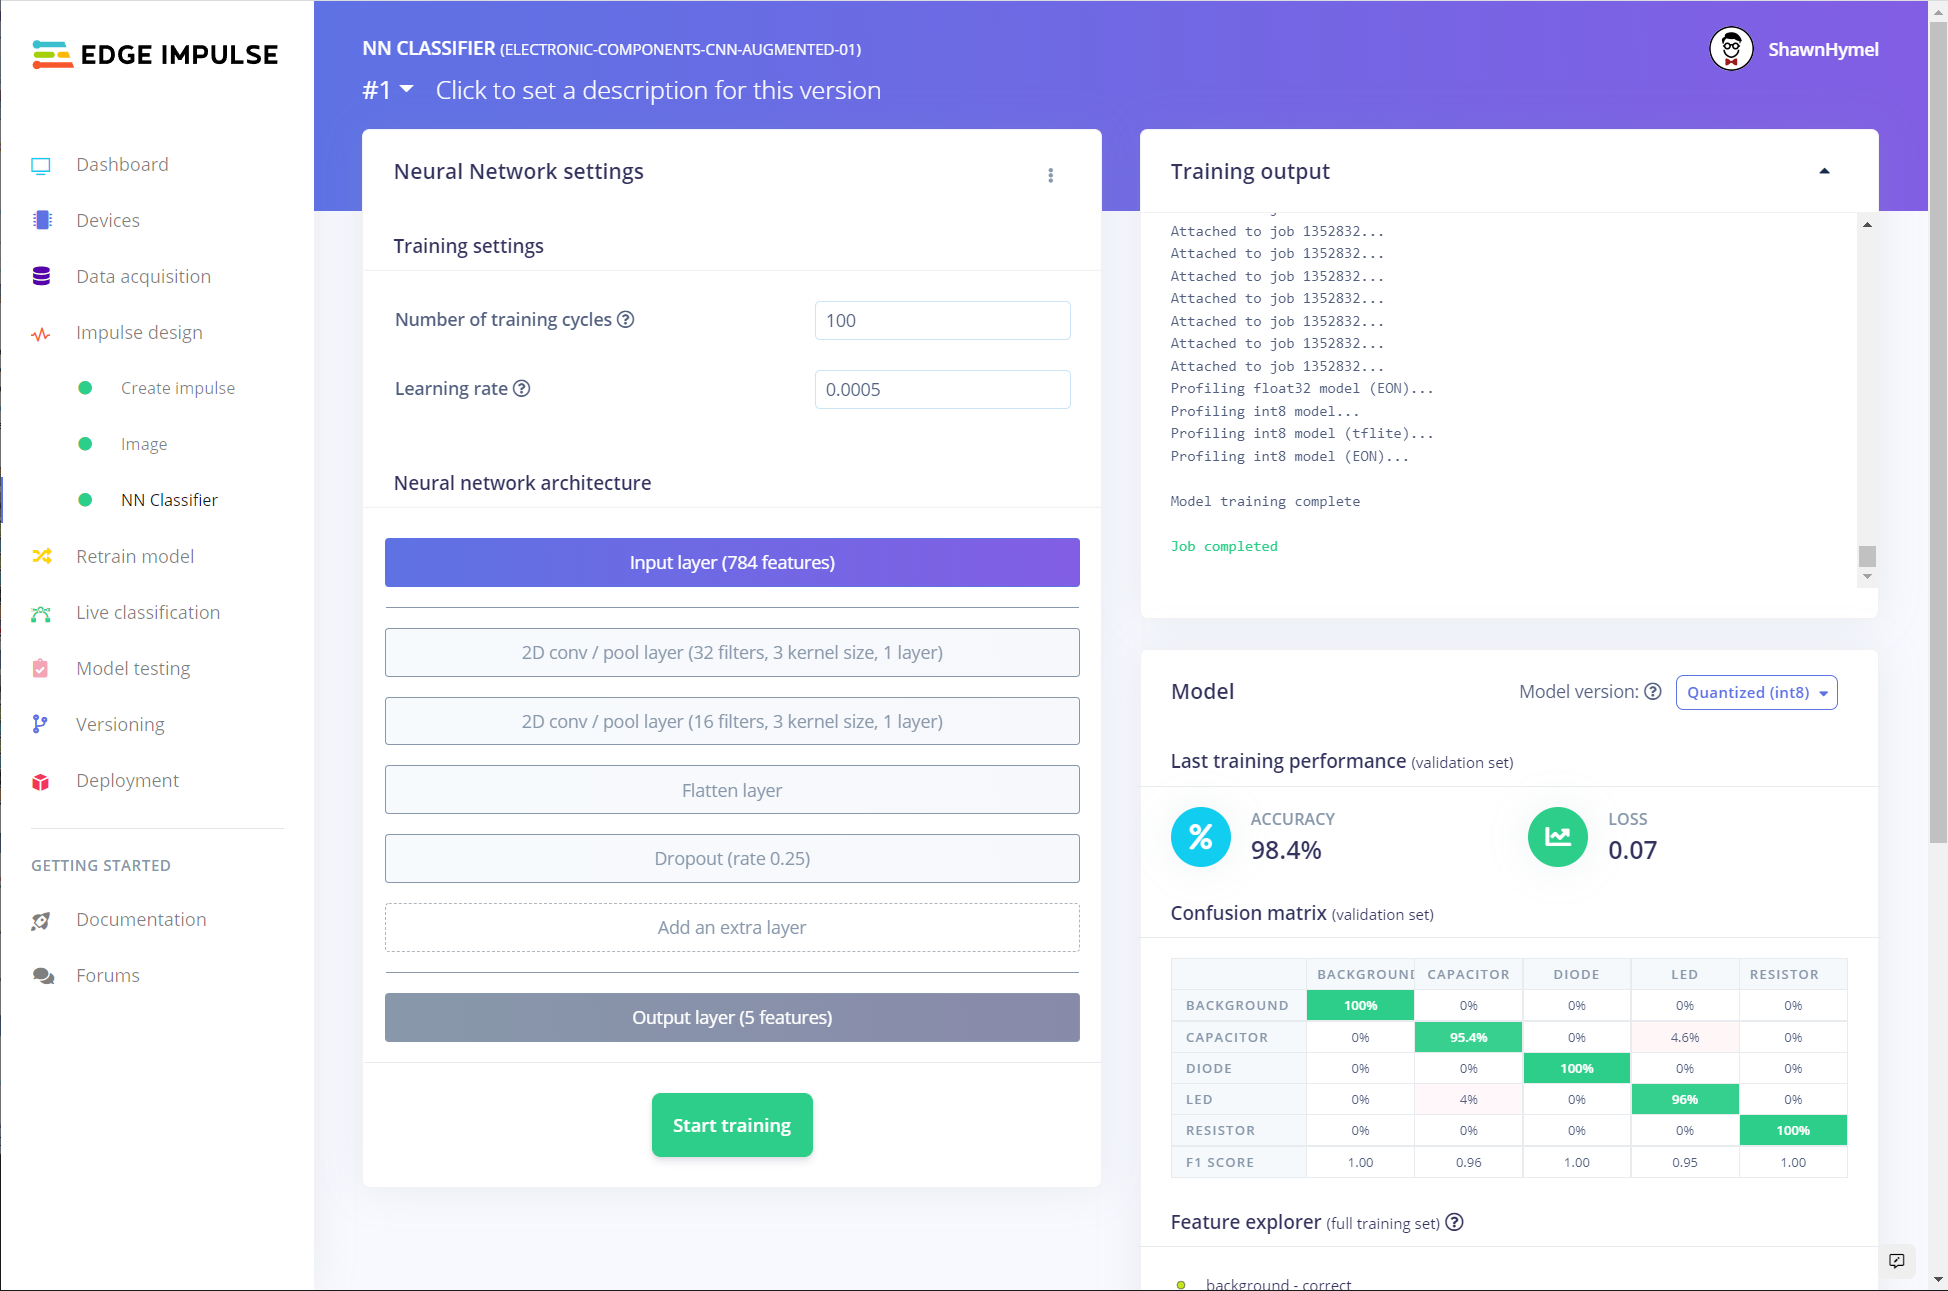 EDGE IMPULSE
Dashboard
Devices
Data acquisition
Impulse design
Create impulse
Image
NN Classifier
Retrain model
Live classification
Model testing
Versioning
Deployment
GETTING STARTED
Documentation
Forums
NN CLASSIFIER (ELECTRONIC-COMPONENTS-CNN-AUGMENTED-01)
#1 Click to set a description for this version
ShawnHymel
Neural Network settings
Training settings
Number of training cycles ? 100
Learning rate ? 0.0005
Neural network architecture
Input layer (784 features)
2D conv / pool layer (32 filters, 3 kernel size, 1 layer)
2D conv / pool layer (16 filters, 3 kernel size, 1 layer)
Flatten layer
Dropout (rate 0.25)
Add an extra layer
Output layer (5 features)
Start training
Training output
Attached to job 1352832...
Attached to job 1352832...
Attached to job 1352832...
Attached to job 1352832...
Attached to job 1352832...
Attached to job 1352832...
Attached to job 1352832...
Profiling float32 model (EON)...
Profiling int8 model...
Profiling int8 model (tflite)...
Profiling int8 model (EON)...
Model training complete
Job completed
Model Model version: ? Quantized (int8)
Last training performance (validation set)
% ACCURACY
98.4%
LOSS
0.07
Confusion matrix (validation set)
BACKGROUND CAPACITOR DIODE LED RESISTOR
BACKGROUND 100% 0% 0% 0% 0%
CAPACITOR 0% 95.4% 0% 4.6% 0%
DIODE 0% 0% 100% 0% 0%
LED 0% 4% 0% 96% 0%
RESISTOR 0% 0% 0% 0% 100%
F1 SCORE 1.00 0.96 1.00 0.95 1.00
Feature explorer (full training set) ?
background - correct